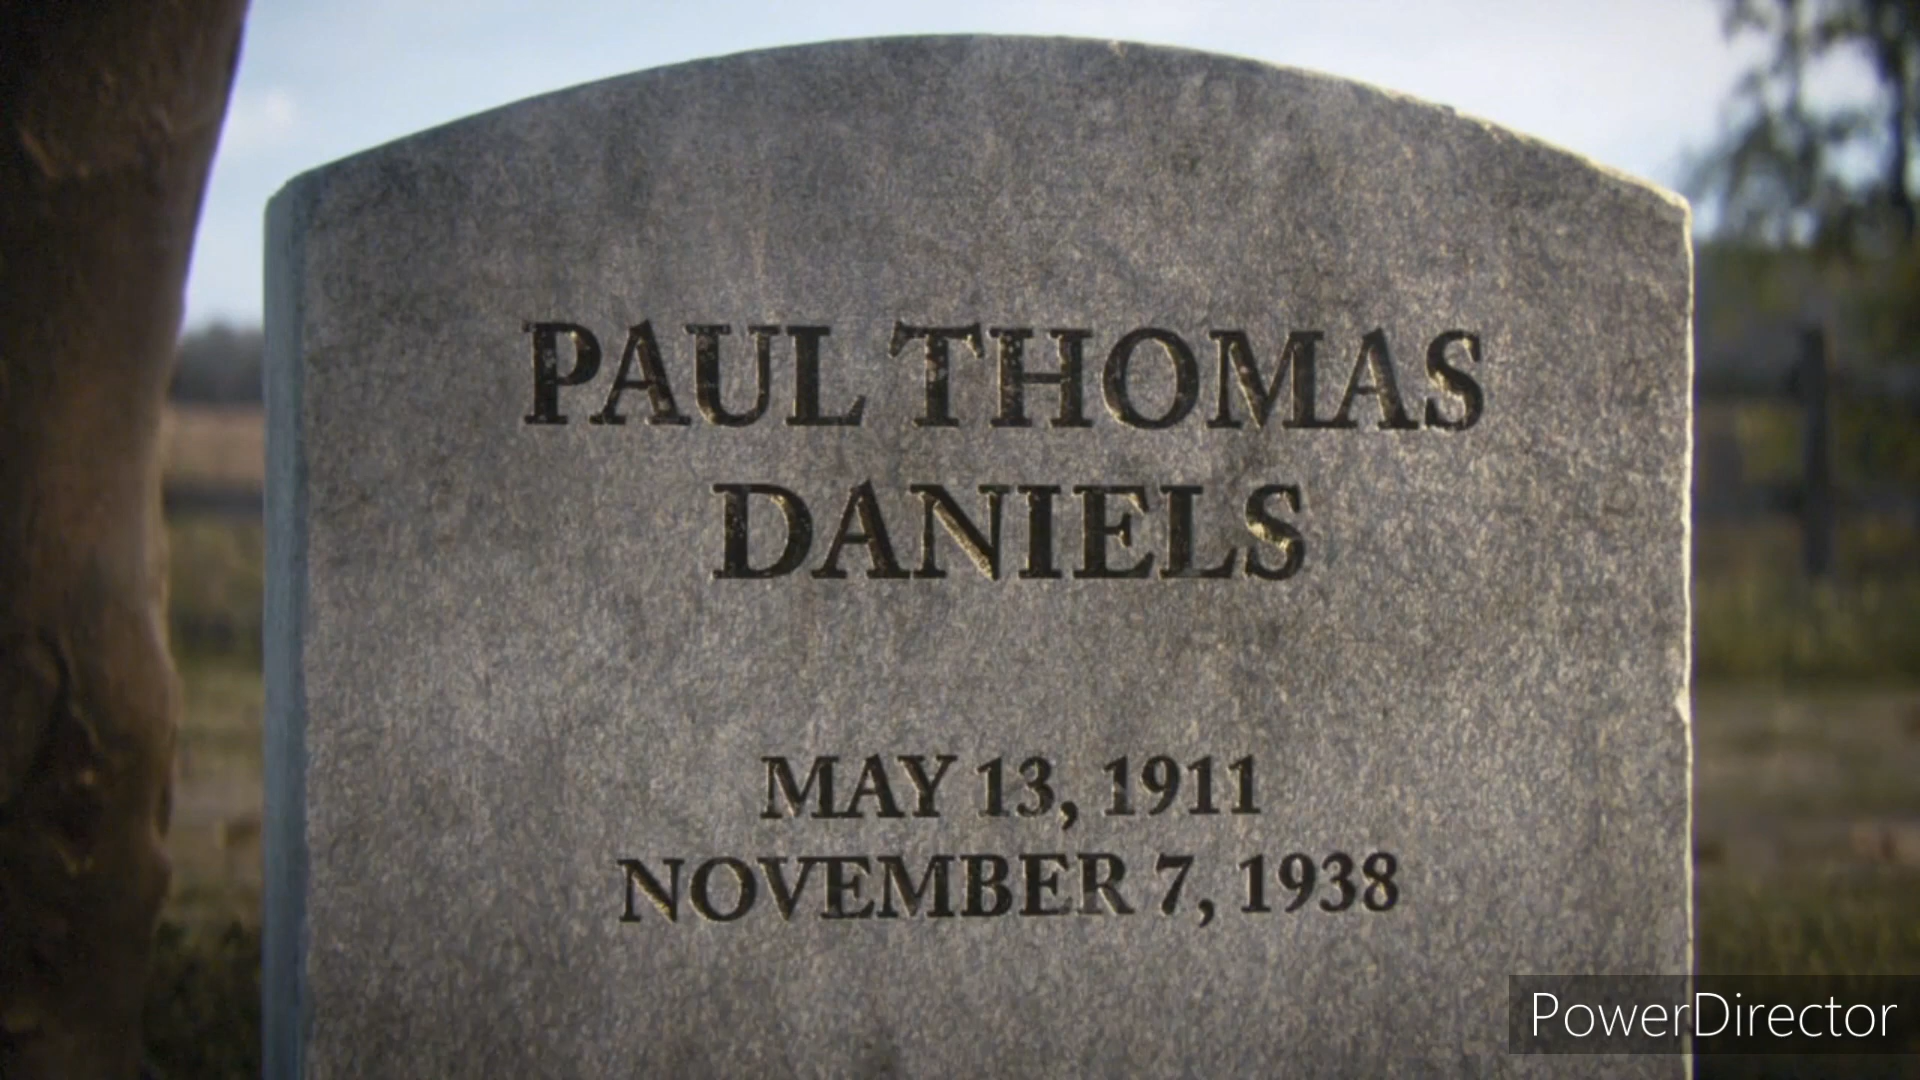 PAUL THOMAS
DANIELS
MAY 13, 1911
NOVEMBER 7, 1938
PowerDirector